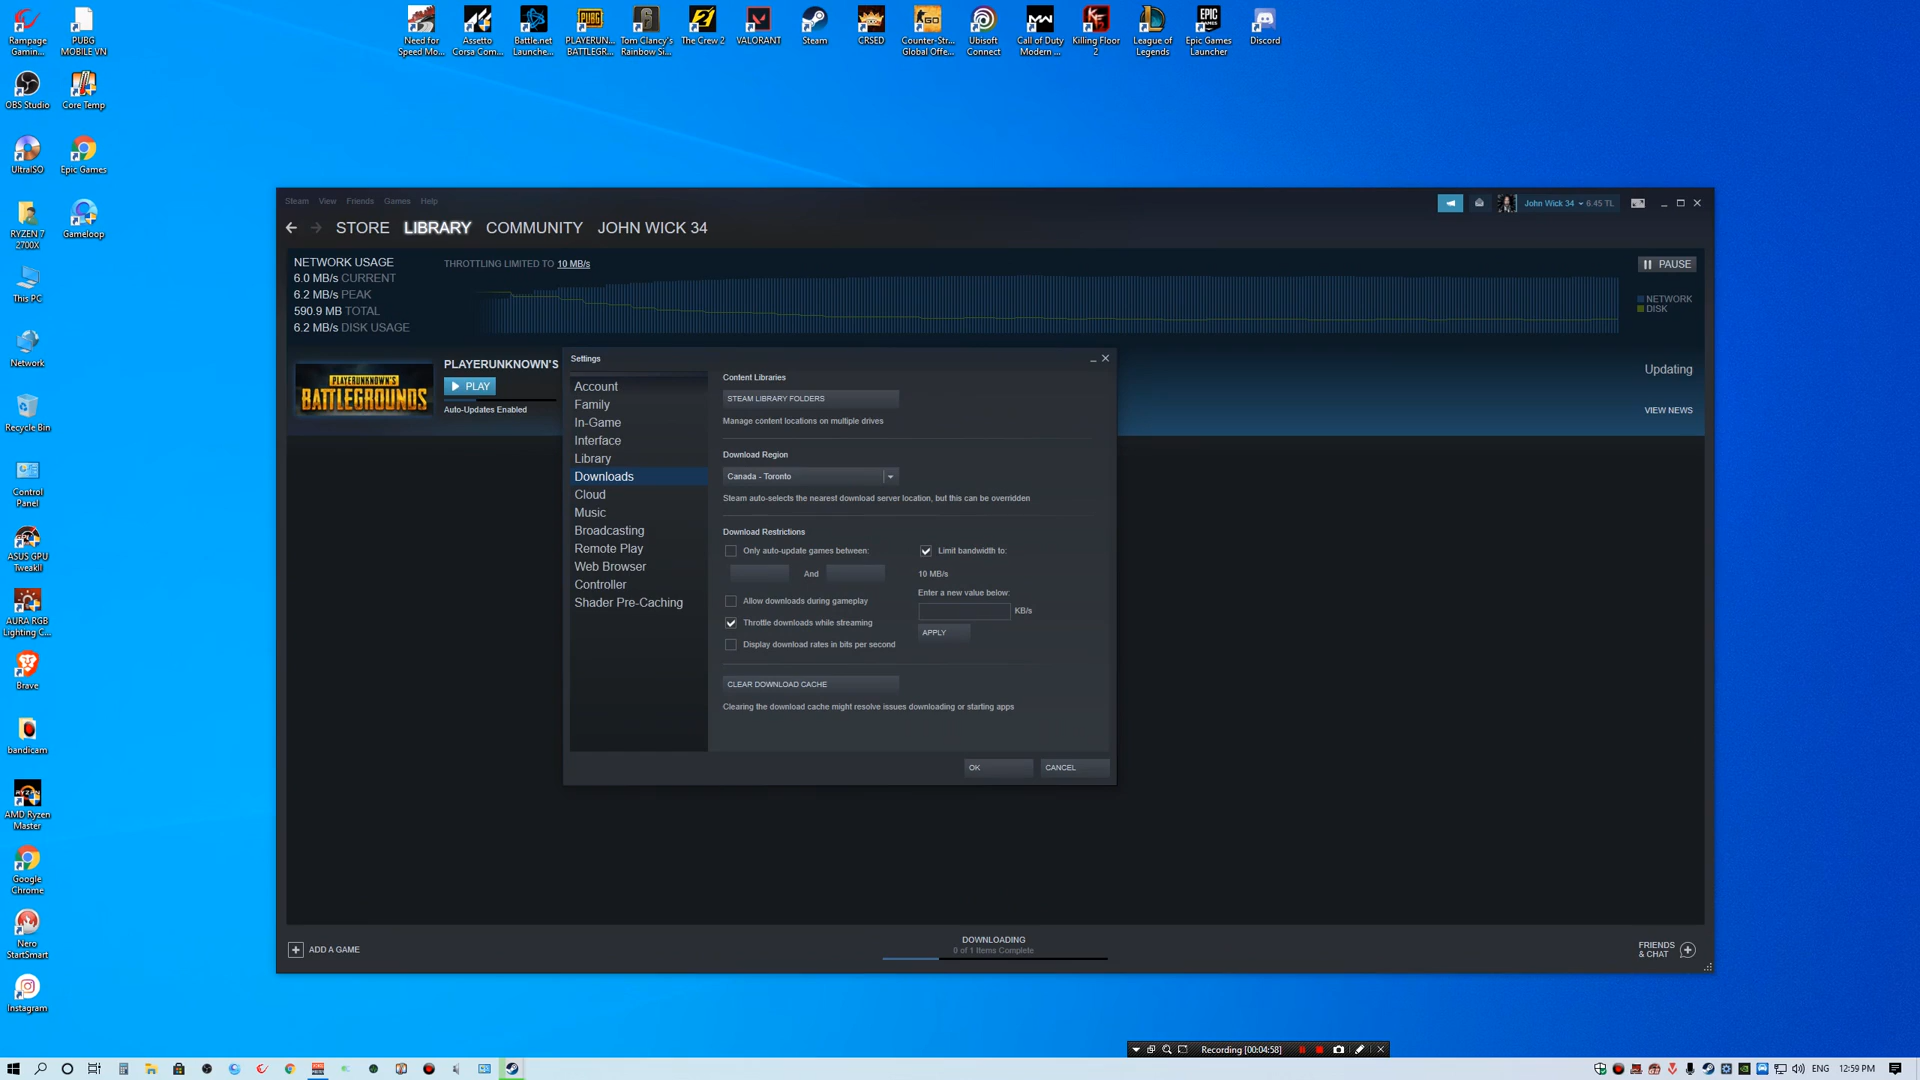 Rampage
Gamin...
PUBG
MOBILE VN
Need for
Speed Mo...
Assetto
Corsa Com...
Battle.net
Launche...
PLAYERUN...
BATTLEGR...
Tom Clancy's
Rainbow Si...
The Crew 2
VALORANT
Steam
CRSED
Counter-Str...
Global Offe...
Ubisoft
Connect
Call of Duty
Modern ...
Killing Floor
2
League of
Legends
Epic Games
Launcher
Discord
OBS Studio
Core Temp
UltraISO
Epic Games
RYZEN 7
2700X
Gameloop
This PC
Network
Recycle Bin
Control
Panel
ASUS GPU
TweakII
AURA RGB
Lighting C...
Brave
bandicam
AMD Ryzen
Master
Google
Chrome
Nero
StartSmart
Instagram
Steam View Friends Games Help
John Wick 34 6.45 TL
STORE LIBRARY COMMUNITY JOHN WICK 34
NETWORK USAGE
6.0 MB/s CURRENT
6.2 MB/s PEAK
590.9 MB TOTAL
6.2 MB/s DISK USAGE
THROTTLING LIMITED TO 10 MB/s
PAUSE
NETWORK
DISK
PLAYERUNKNOWN'S
BATTLEGROUNDS
PLAYERUNKNOWN'S
PLAY
Auto-Updates Enabled
Updating
VIEW NEWS
Settings
Account
Family
In-Game
Interface
Library
Downloads
Cloud
Music
Broadcasting
Remote Play
Web Browser
Controller
Shader Pre-Caching
Content Libraries
STEAM LIBRARY FOLDERS
Manage content locations on multiple drives
Download Region
Canada - Toronto
Steam auto-selects the nearest download server location, but this can be overridden
Download Restrictions
Only auto-update games between:
And
Allow downloads during gameplay
Throttle downloads while streaming
Display download rates in bits per second
Limit bandwidth to:
10 MB/s
Enter a new value below:
KB/s
APPLY
CLEAR DOWNLOAD CACHE
Clearing the download cache might resolve issues downloading or starting apps
OK CANCEL
ADD A GAME
DOWNLOADING
0 of 1 Items Complete
FRIENDS
& CHAT
Recording [00:04:58]
ENG 12:59 PM